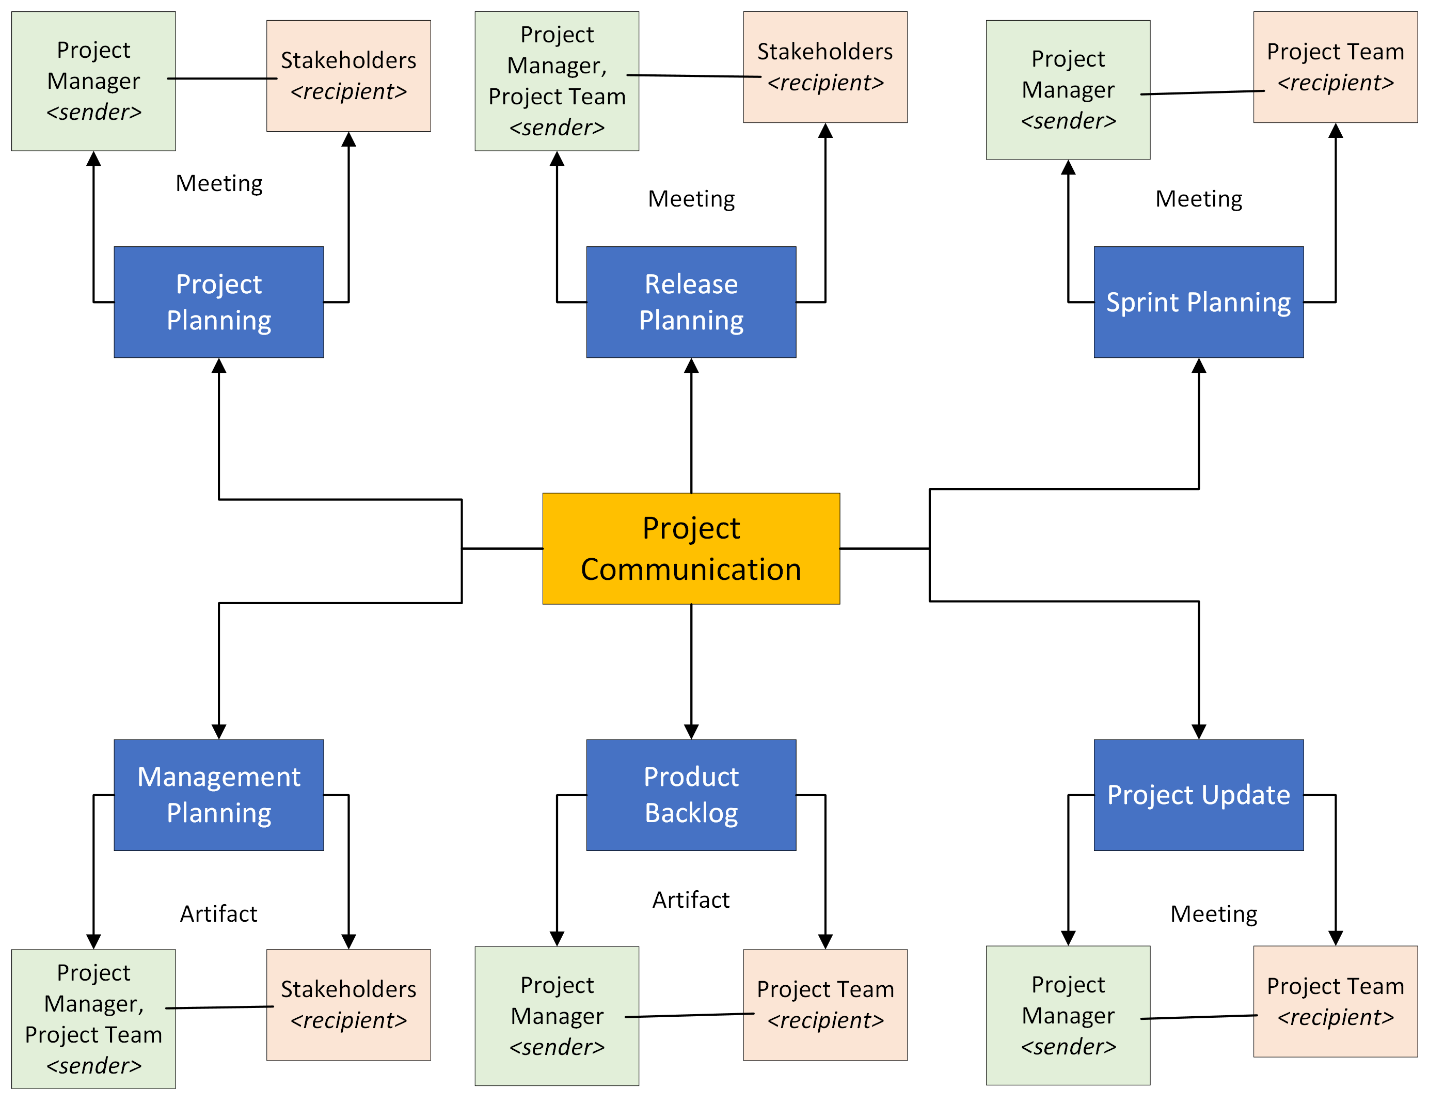 Project
Manager
<sender>
Stakeholders
<recipient>
Meeting
Project
Planning
Project
Manager,
Project Team
<sender>
Stakeholders
<recipient>
Meeting
Release
Planning
Project
Manager
<sender>
Project Team
<recipient>
Meeting
Sprint Planning
Project
Communication
Management
Planning
Artifact
Project
Manager,
Project Team
<sender>
Stakeholders
<recipient>
Product
Backlog
Artifact
Project
Manager
<sender>
Project Team
<recipient>
Project Update
Meeting
Project
Manager
<sender>
Project Team
<recipient>